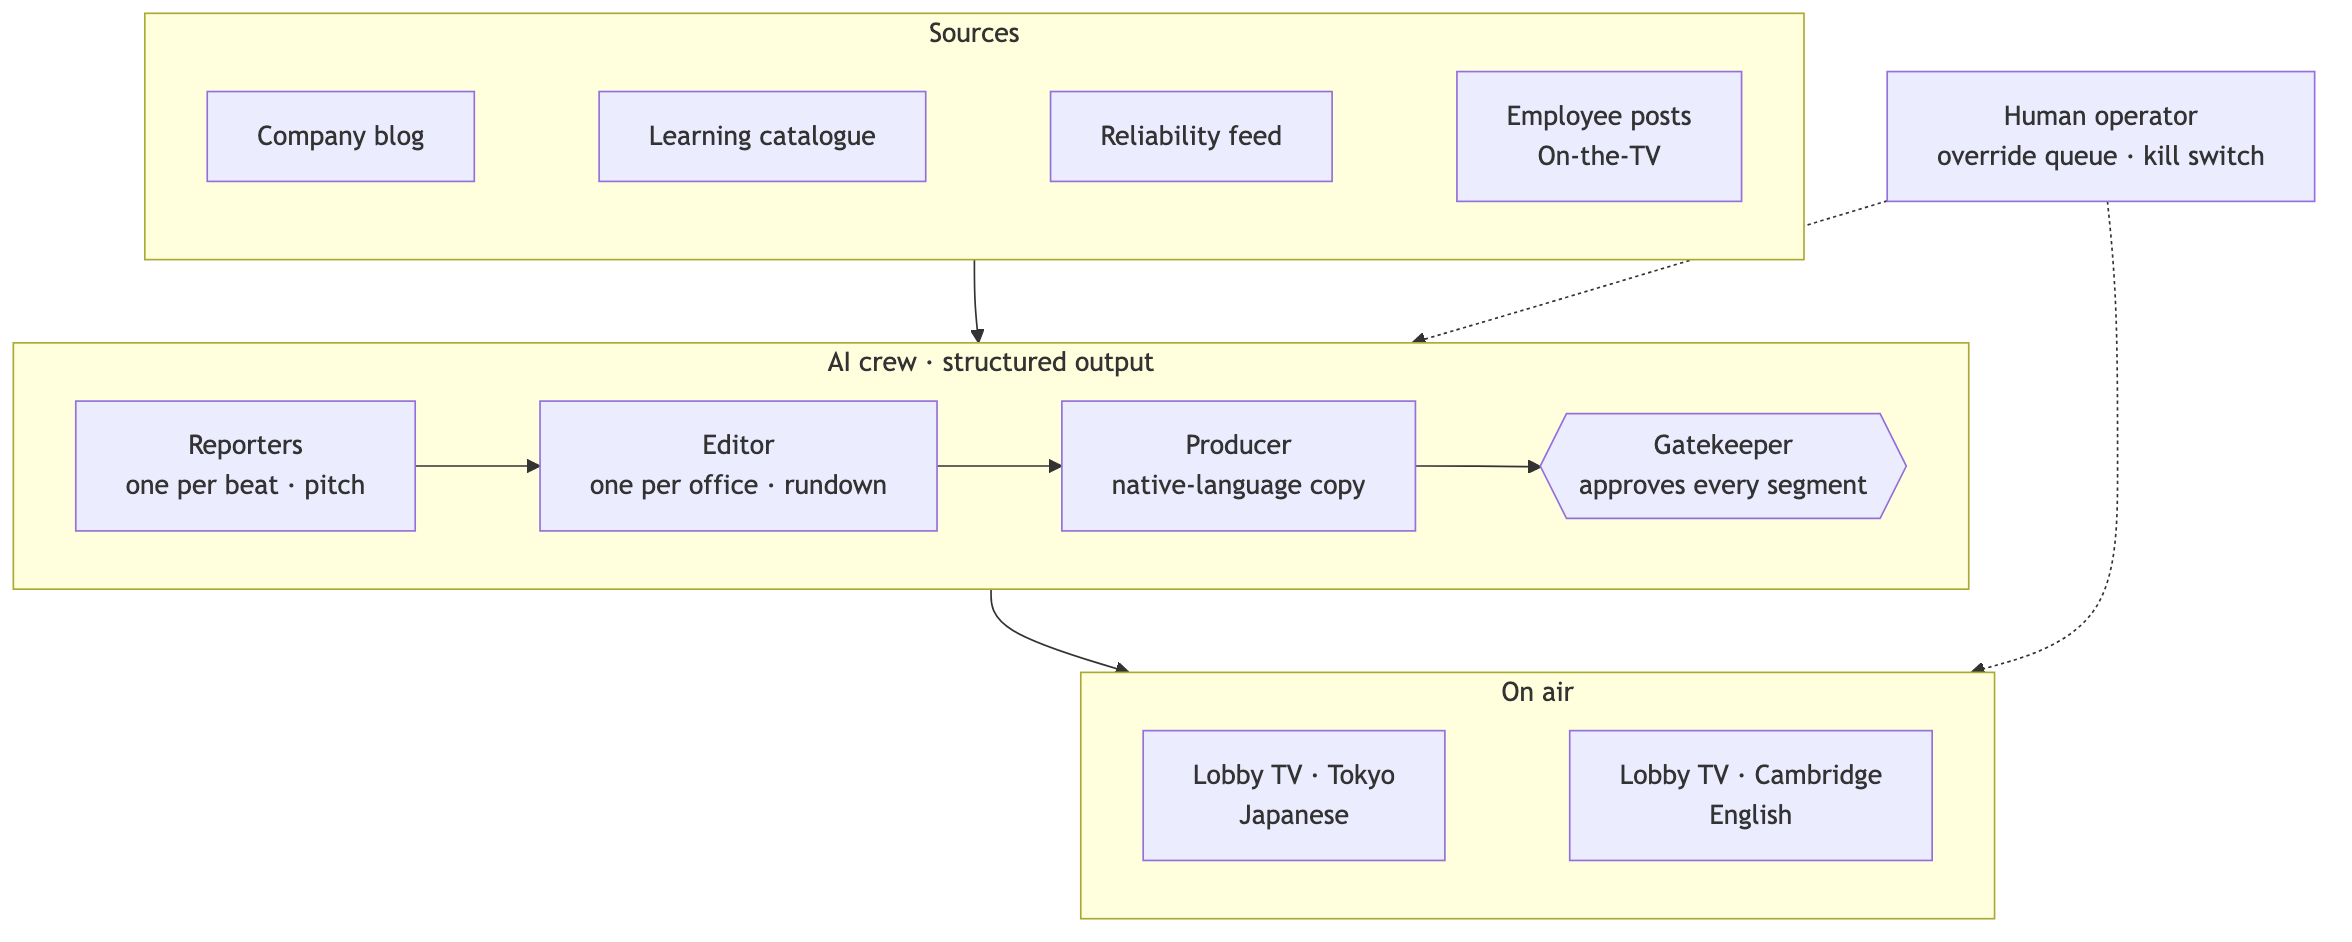 Sources
Company blog
Learning catalogue
Reliability feed
Employee posts
On-the-TV
Human operator
override queue · kill switch
AI crew · structured output
Reporters
one per beat · pitch
Editor
one per office · rundown
Producer
native-language copy
Gatekeeper
approves every segment
On air
Lobby TV · Tokyo
Japanese
Lobby TV · Cambridge
English